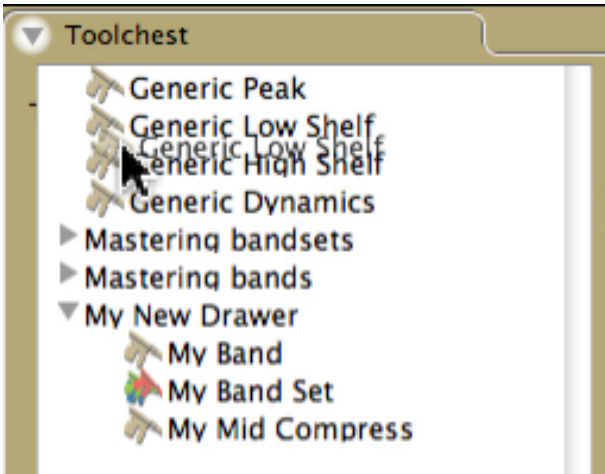 Toolchest
Generic Peak
Generic Low Shelf
Generic Low Shelf
Generic High Shelf
Generic Dynamics
Mastering bandsets
Mastering bands
My New Drawer
My Band
My Band Set
My Mid Compress